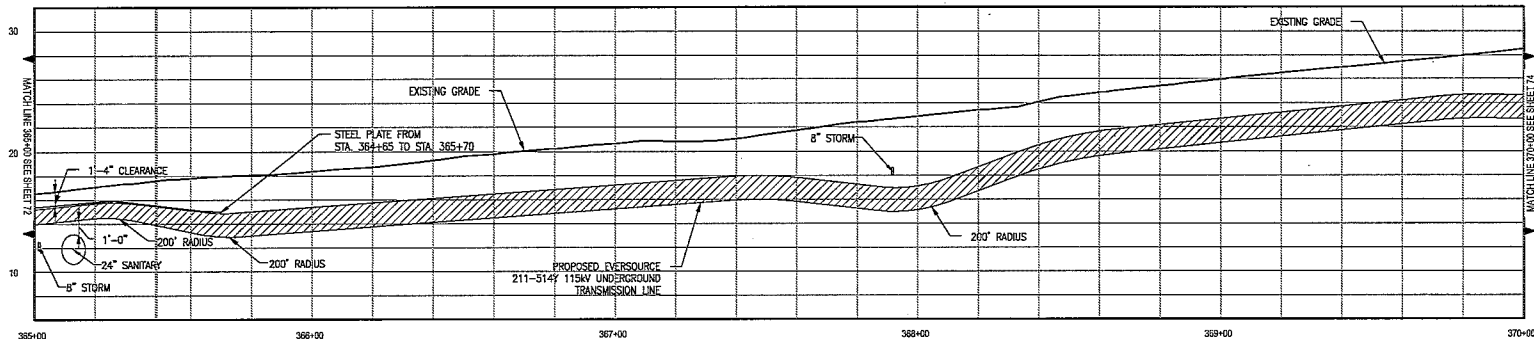 30
20
10
MATCH LINE 365+00 SEE SHEET 72
1'-4" CLEARANCE
1'-0"
24" SANITARY
8" STORM
200' RADIUS
200' RADIUS
STEEL PLATE FROM
STA. 364+65 TO STA. 365+70
EXISTING GRADE
PROPOSED EVERSOURCE
211-514Y 115kV UNDERGROUND
TRANSMISSION LINE
8" STORM
200' RADIUS
EXISTING GRADE
MATCH LINE 370+00 SEE SHEET 74
365+00
366+00
367+00
368+00
369+00
370+00